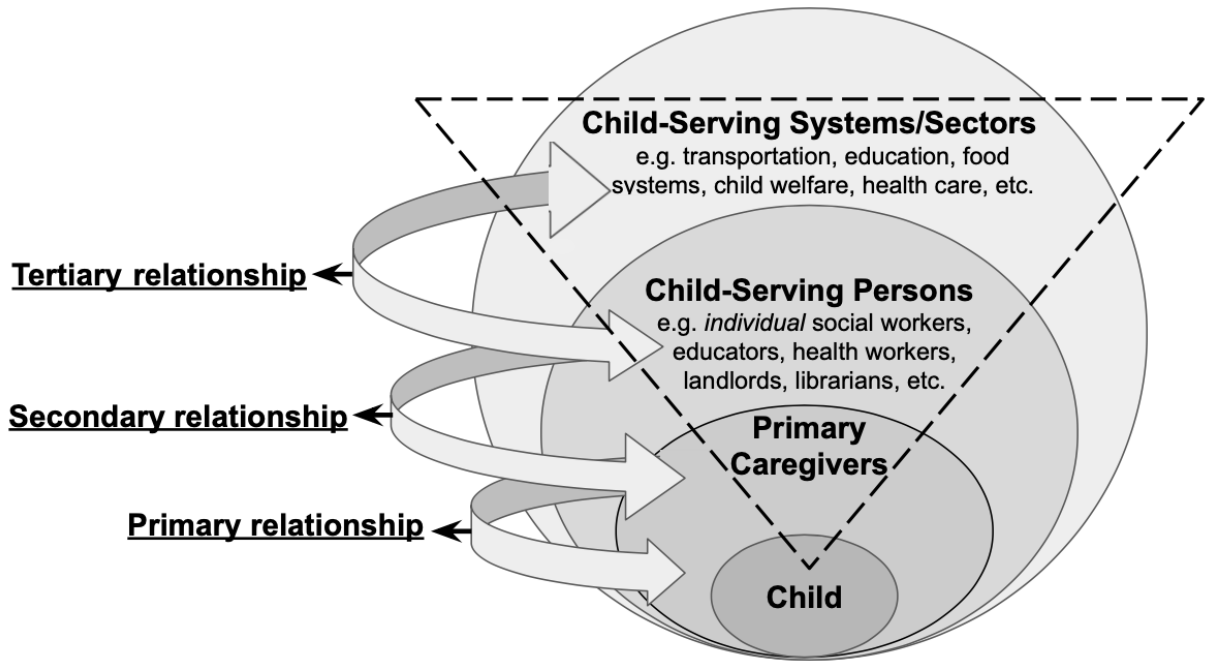 Child-Serving Systems/Sectors
e.g. transportation, education, food
systems, child welfare, health care, etc.
Tertiary relationship
Child-Serving Persons
e.g. individual social workers,
educators, health workers,
landlords, librarians, etc.
Secondary relationship
Primary
Caregivers
Primary relationship
Child